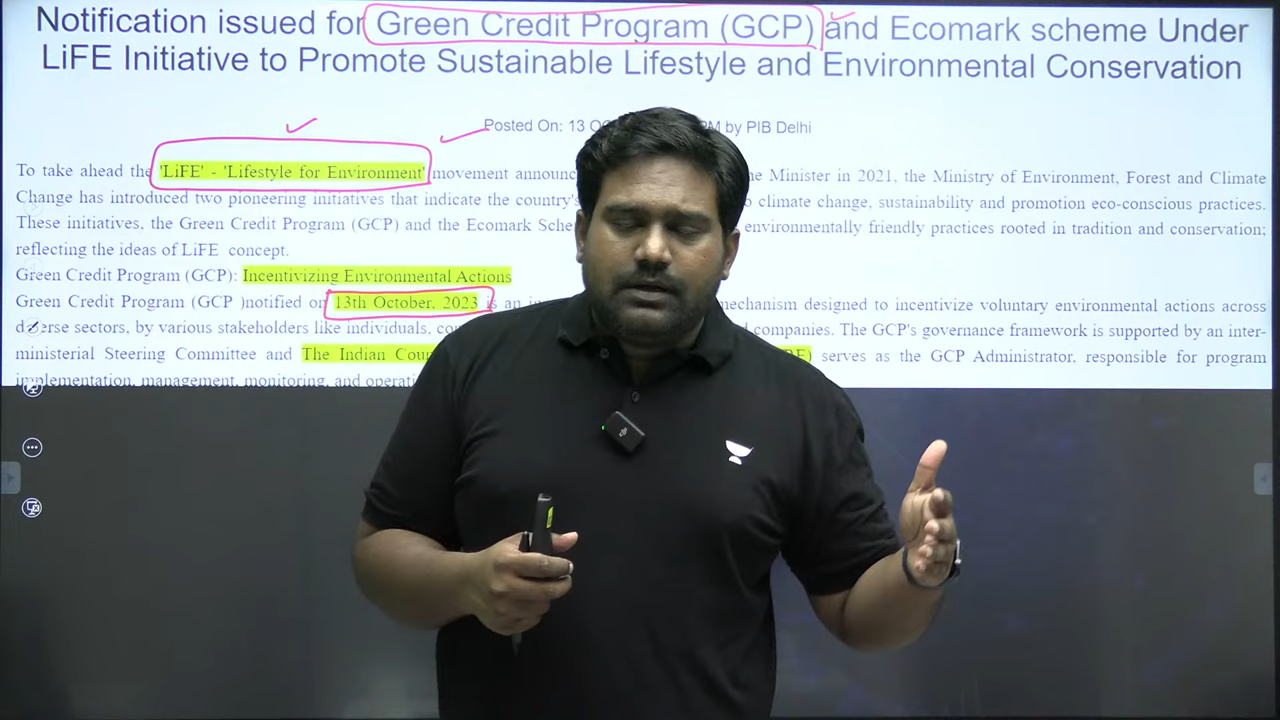 Notification issued for Green Credit Program (GCP) and Ecomark scheme Under
LiFE Initiative to Promote Sustainable Lifestyle and Environmental Conservation
Posted On: 13 PM by PIB Delhi
To take ahead the 'LiFE' - 'Lifestyle for Environment' movement Minister in 2021, the Ministry of Environment, Forest and Climate
Change has introduced two pioneering initiatives that indicate the country's climate change, sustainability and promotion eco-conscious practices.
These initiatives, the Green Credit Program (GCP) and the Ecomark environmentally friendly practices rooted in tradition and conservation;
reflecting the ideas of LiFE concept.
Green Credit Program (GCP): Incentivizing Environmental Actions
Green Credit Program (GCP )notified on 13th October, 2023 is an mechanism designed to incentivize voluntary environmental actions across
diverse sectors, by various stakeholders like individuals, companies. The GCP's governance framework is supported by an inter-
ministerial Steering Committee and The Indian serves as the GCP Administrator, responsible for program
implementation, management, monitoring, and